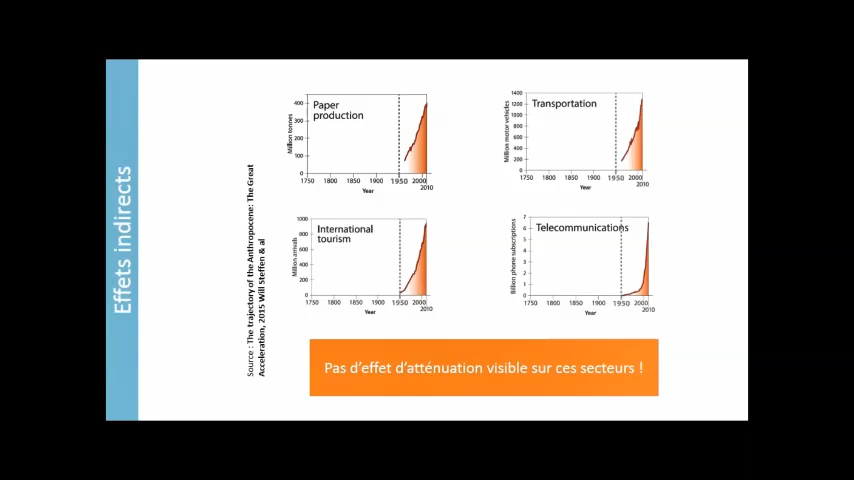 Effets indirects
Source : The trajectory of the Anthropocene: The Great
Acceleration, 2015 Will Steffen & al
Paper
production
Million tonnes
400
300
200
100
0
1750 1800 1850 1900 1950 2000
2010
Year
Transportation
Million motor vehicles
1400
1200
1000
800
600
400
200
0
1750 1800 1850 1900 1950 2000
2010
Year
International
tourism
Million arrivals
1000
800
600
400
200
0
1750 1800 1850 1900 1950 2000
2010
Year
Telecommunications
Billion phone subscriptions
7
6
5
4
3
2
1
0
1750 1800 1850 1900 1950 2000
2010
Year
Pas d’effet d’atténuation visible sur ces secteurs !